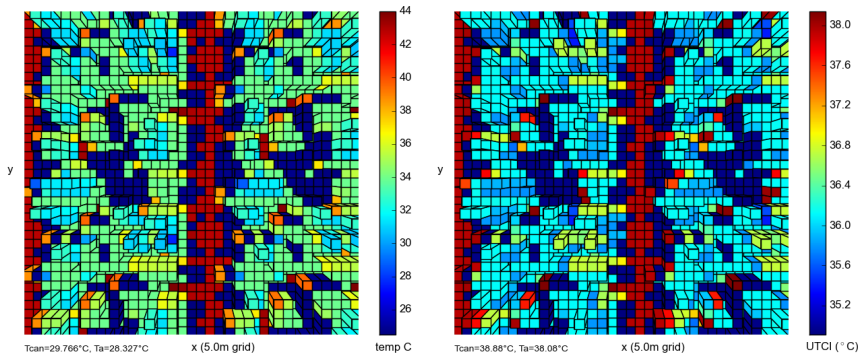 44
42
40
38
36
34
32
30
28
26
y
Tcan=29.766°C, Ta=28.327°C
x (5.0m grid)
temp C
38.0
37.6
37.2
36.8
36.4
36.0
35.6
35.2
y
Tcan=38.88°C, Ta=38.08°C
x (5.0m grid)
UTCI (°C)